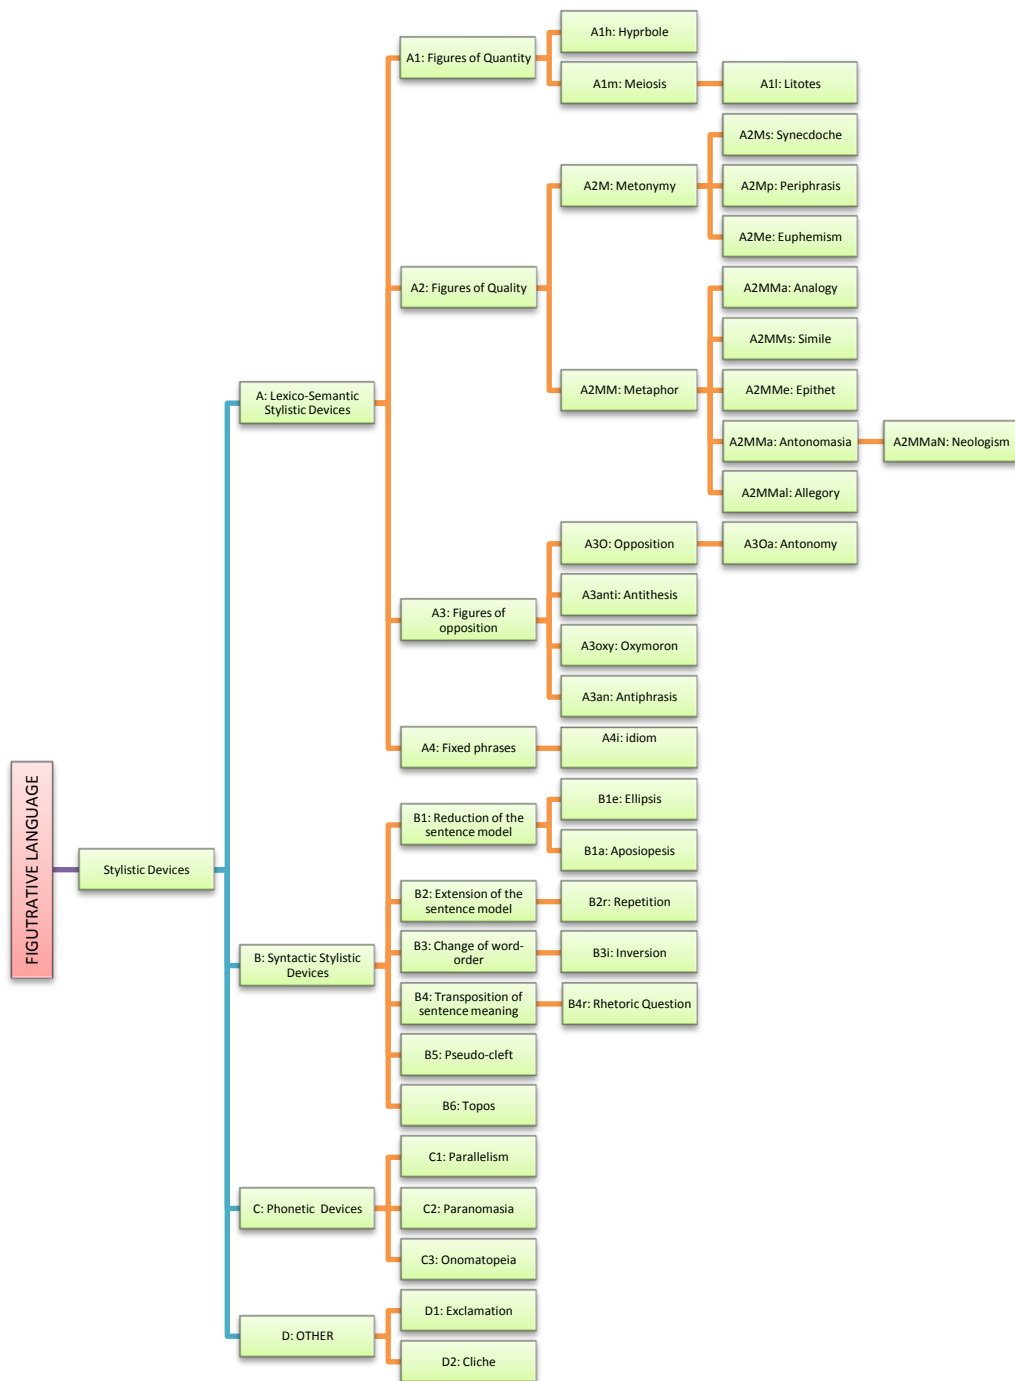 FIGUTRATIVE LANGUAGE
Stylistic Devices
A: Lexico-Semantic
Stylistic Devices
A1: Figures of Quantity
A1h: Hyprbole
A1m: Meiosis
A1l: Litotes
A2: Figures of Quality
A2M: Metonymy
A2Ms: Synecdoche
A2Mp: Periphrasis
A2Me: Euphemism
A2MM: Metaphor
A2MMa: Analogy
A2MMs: Simile
A2MMe: Epithet
A2MMa: Antonomasia
A2MMaN: Neologism
A2MMal: Allegory
A3: Figures of
opposition
A3O: Opposition
A3Oa: Antonomy
A3anti: Antithesis
A3oxy: Oxymoron
A3an: Antiphrasis
A4: Fixed phrases
A4i: idiom
B: Syntactic Stylistic
Devices
B1: Reduction of the
sentence model
B1e: Ellipsis
B1a: Aposiopesis
B2: Extension of the
sentence model
B2r: Repetition
B3: Change of word-
order
B3i: Inversion
B4: Transposition of
sentence meaning
B4r: Rhetoric Question
B5: Pseudo-cleft
B6: Topos
C: Phonetic Devices
C1: Parallelism
C2: Paranomasia
C3: Onomatopeia
D: OTHER
D1: Exclamation
D2: Cliche